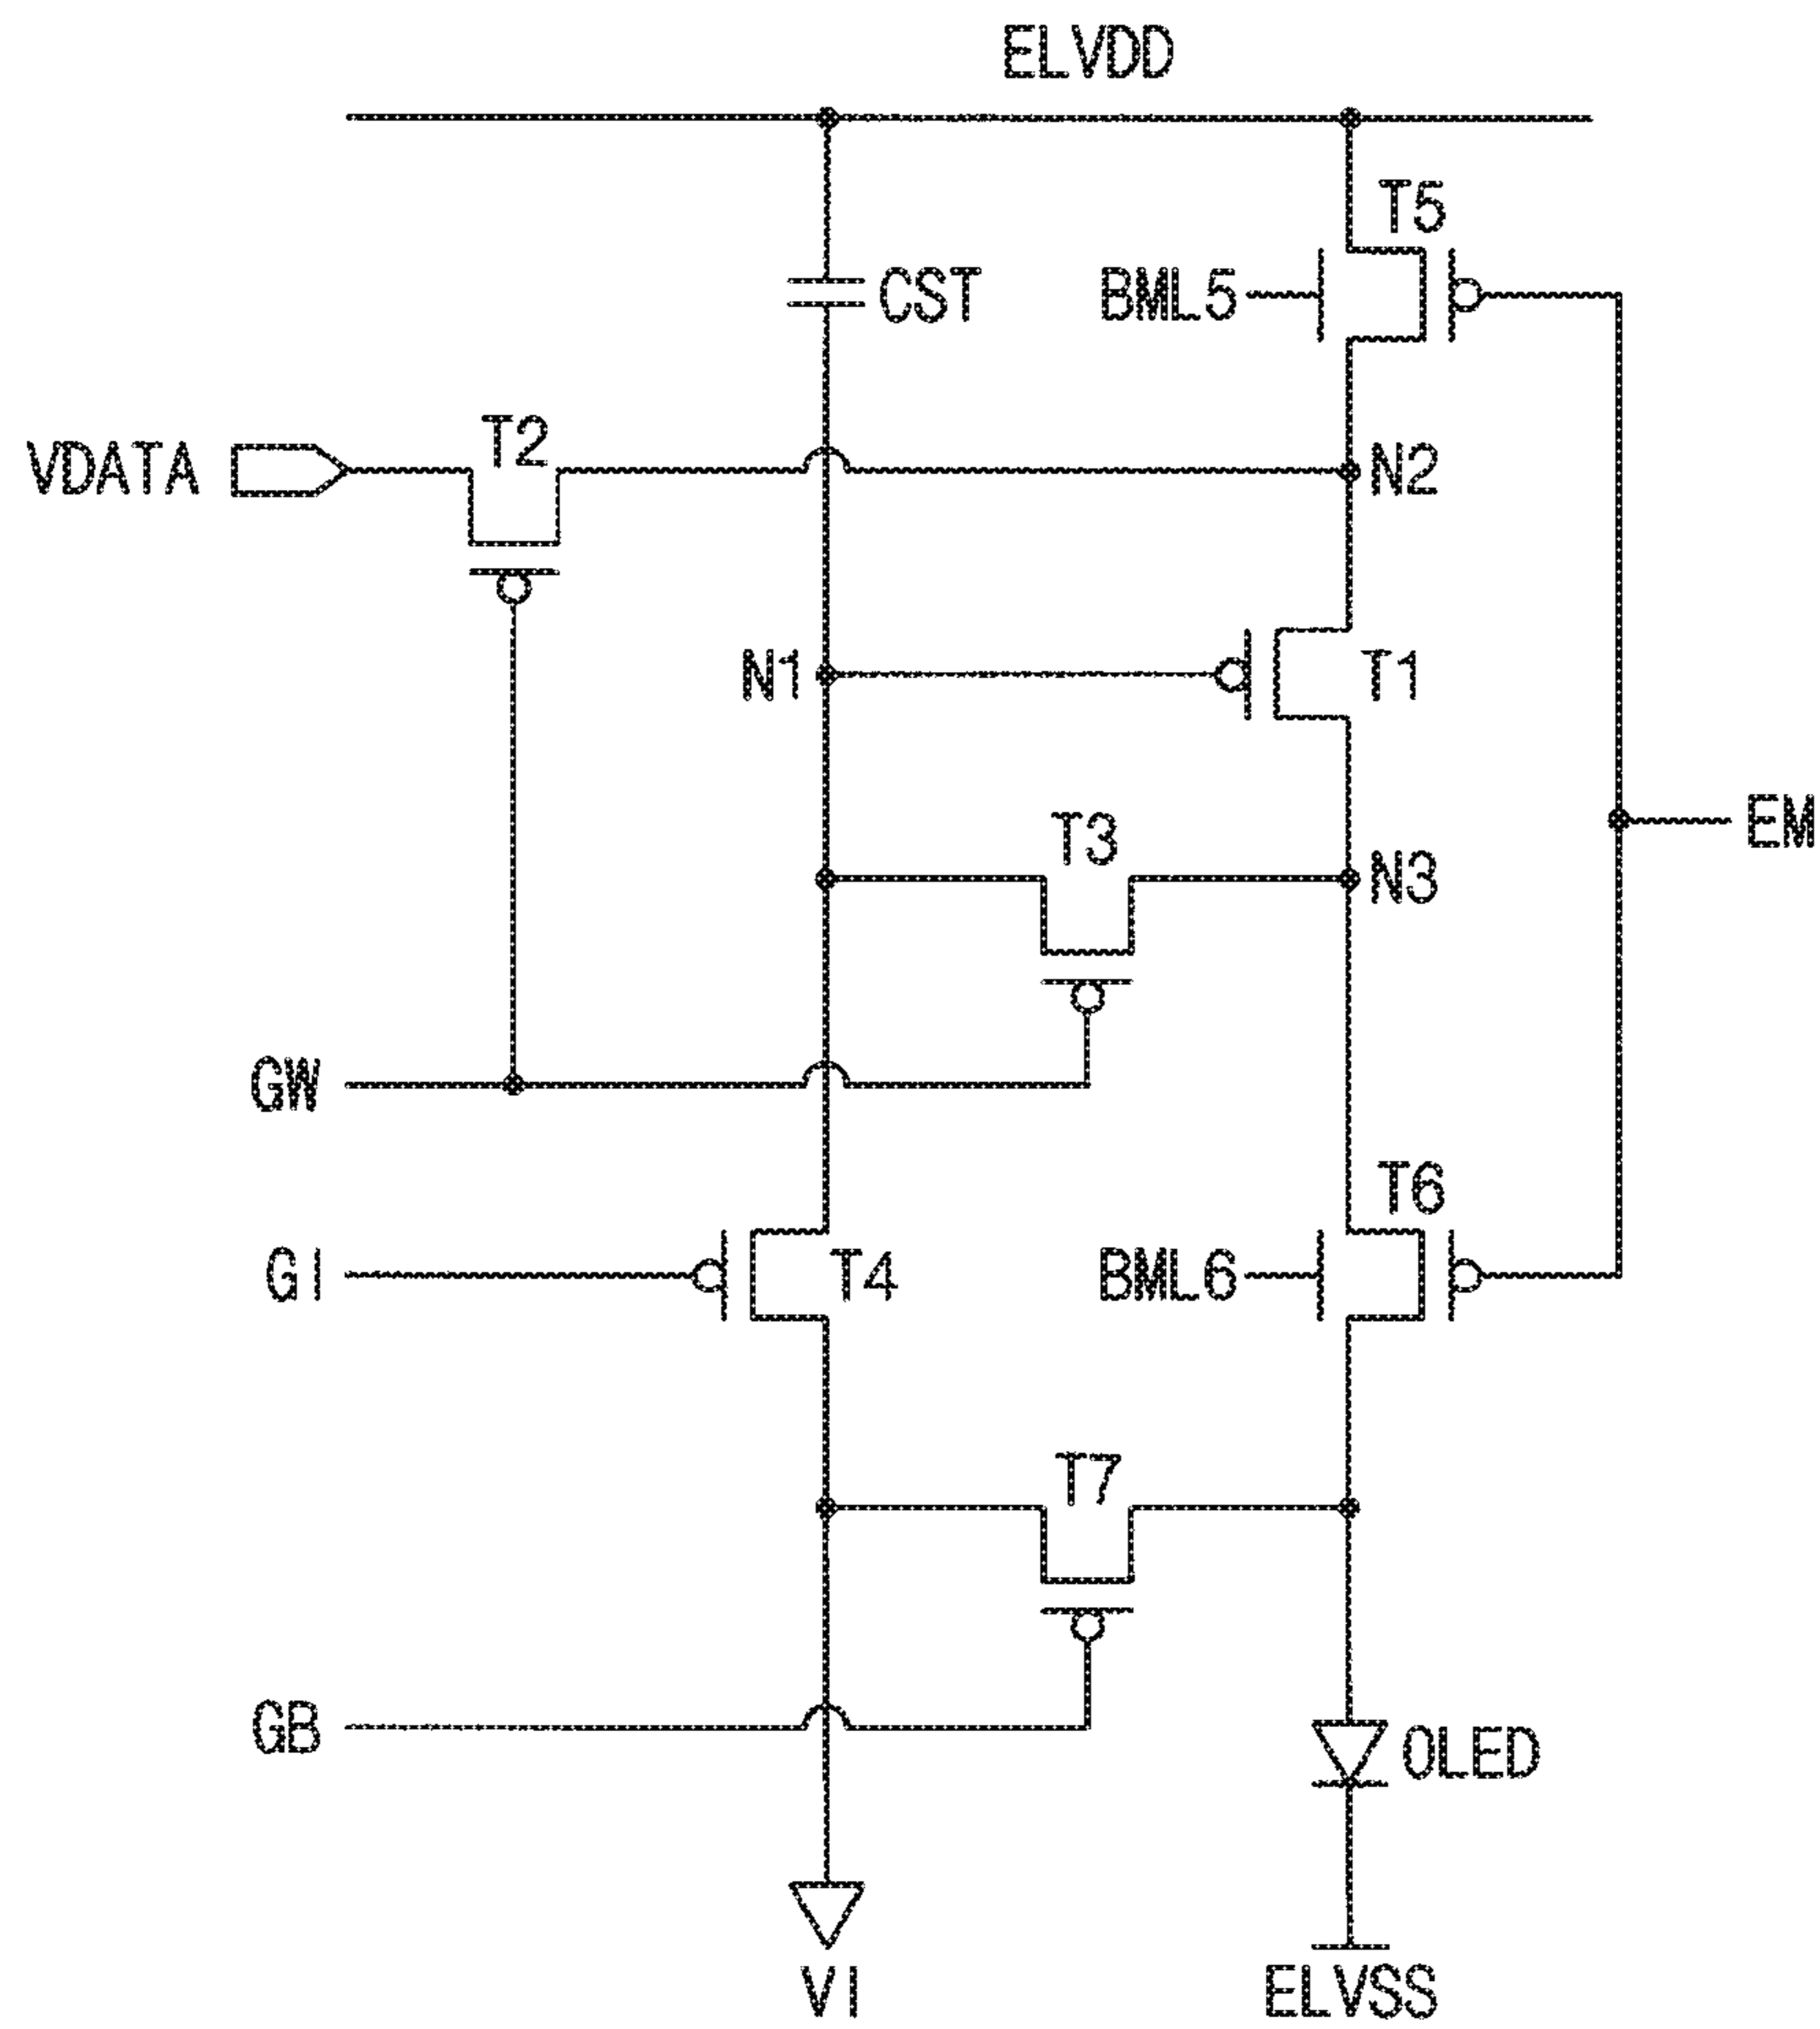 ELVDD
T5
CST
BML5
T2
VDATA
N2
N1
T1
EM
T3
N3
GW
T6
GI
T4
BML6
T7
GB
OLED
VI
ELVSS